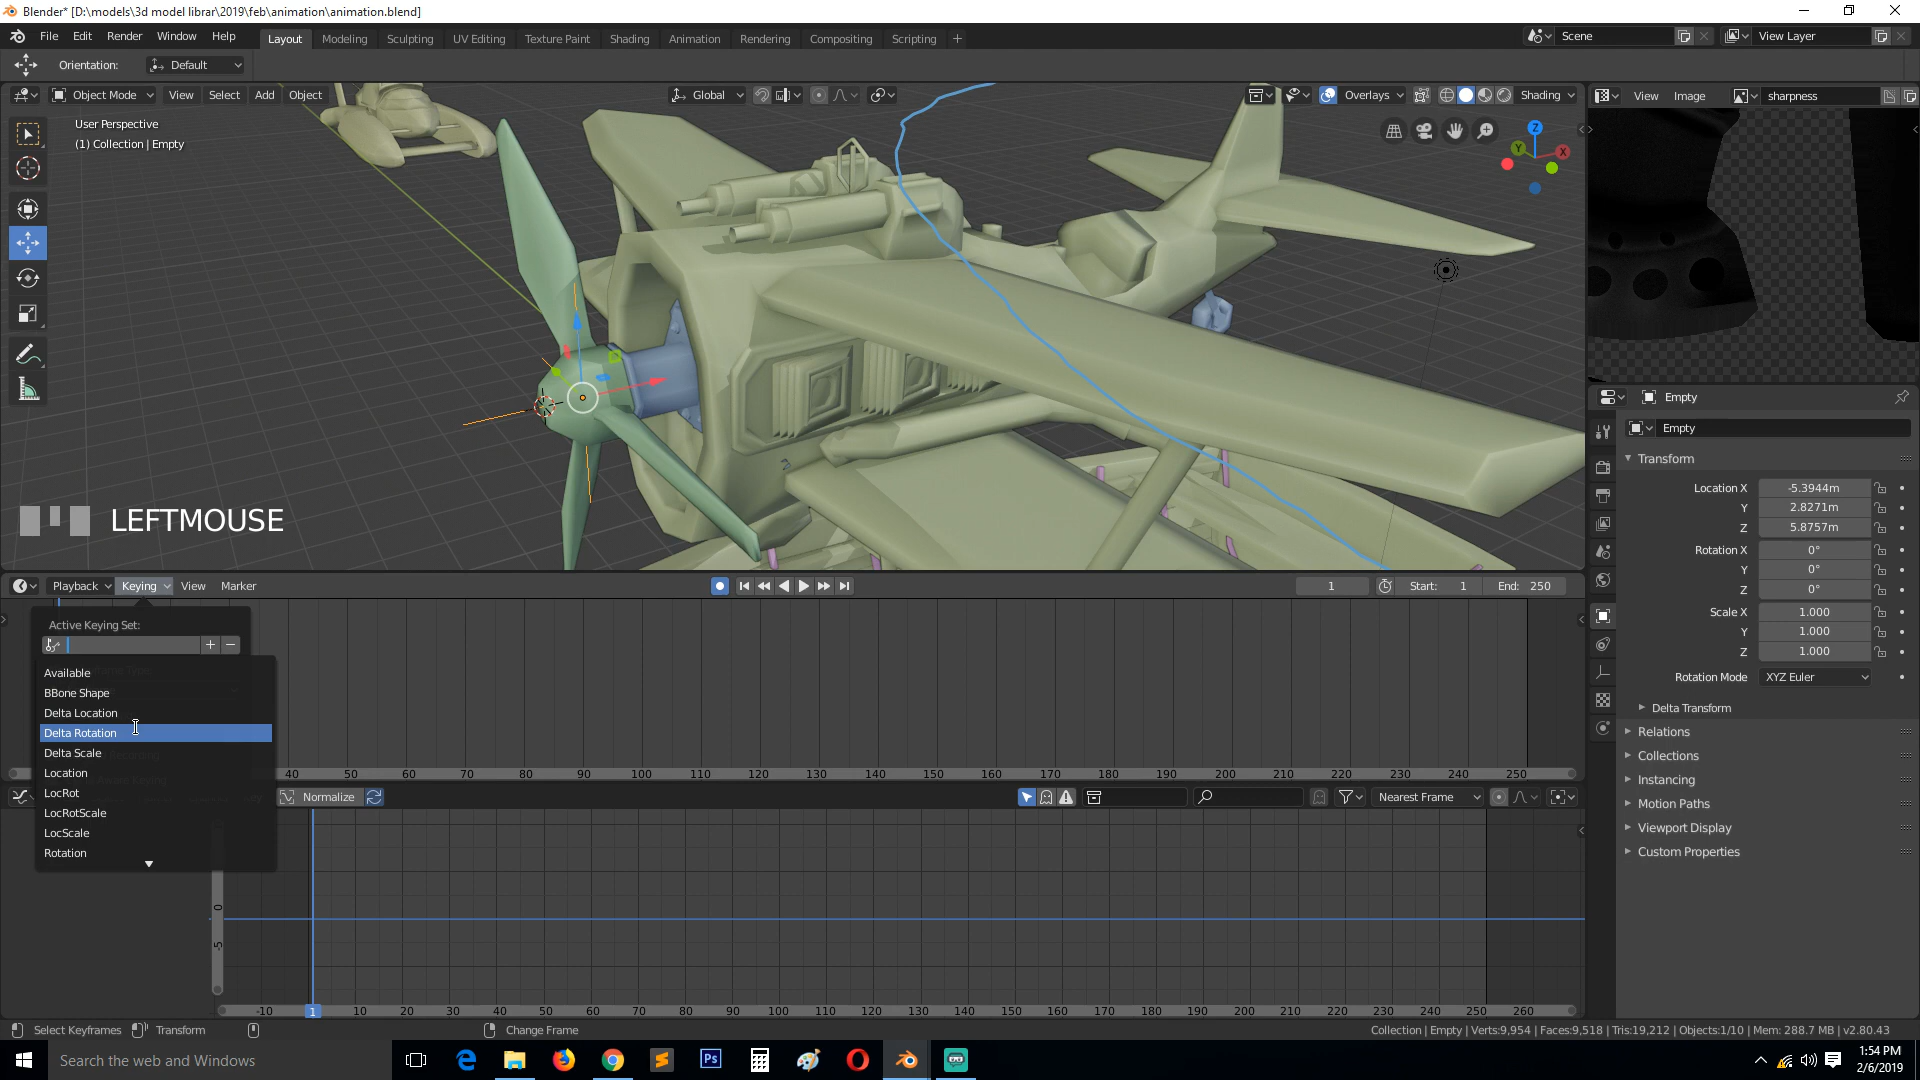 Blender* [D:\models\3d model librar\2019\feb\animation\animation.blend]
File Edit Render Window Help Layout Modeling Sculpting UV Editing Texture Paint Shading Animation Rendering Compositing Scripting + Scene View Layer
Orientation: Default
Object Mode View Select Add Object Global Overlays Shading View Image sharpness
User Perspective
(1) Collection | Empty
Z
Y
X
LEFTMOUSE
Empty
Empty
Transform
Location X -5.3944m
Y 2.8271m
Z 5.8757m
Rotation X 0°
Y 0°
Z 0°
Scale X 1.000
Y 1.000
Z 1.000
Rotation Mode XYZ Euler
Delta Transform
Relations
Collections
Instancing
Motion Paths
Viewport Display
Custom Properties
Playback Keying View Marker 1 Start: 1 End: 250
Active Keying Set:
Available
BBone Shape
Delta Location
Delta Rotation
Delta Scale
Location
LocRot
LocRotScale
LocScale
Rotation
40 50 60 70 80 90 100 110 120 130 140 150 160 170 180 190 200 210 220 230 240 250
Normalize Nearest Frame
0
-5
-10 1 10 20 30 40 50 60 70 80 90 100 110 120 130 140 150 160 170 180 190 200 210 220 230 240 250 260
Select Keyframes Transform Change Frame Collection | Empty | Verts:9,954 | Faces:9,518 | Tris:19,212 | Objects:1/10 | Mem: 288.7 MB | v2.80.43
Search the web and Windows
Ps
1:54 PM
2/6/2019